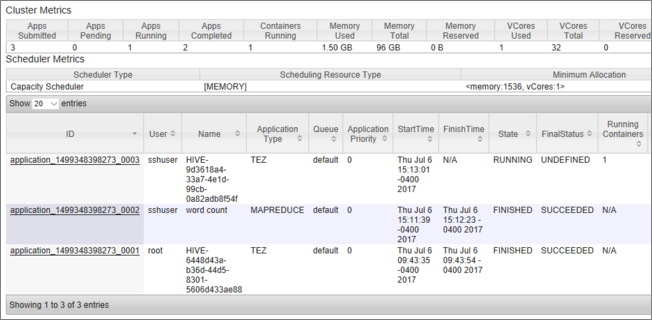 Cluster Metrics
Apps Submitted Apps Pending Apps Running Apps Completed Containers Running Memory Used Memory Total Memory Reserved VCores Used VCores Total VCores Reserved
3 0 1 2 1 1.50 GB 96 GB 0 B 1 32 0
Scheduler Metrics
Scheduler Type Scheduling Resource Type Minimum Allocation
Capacity Scheduler [MEMORY] <memory:1536, vCores:1>
Show 20 entries
ID User Name Application Type Queue Application Priority StartTime FinishTime State FinalStatus Running Containers
application_1499348398273_0003 sshuser HIVE- TEZ default 0 Thu Jul 6 N/A RUNNING UNDEFINED 1
9d3618a4- 15:13:01
33a7-4e1d- -0400
99cb- 2017
0a82adb8f54f
application_1499348398273_0002 sshuser word count MAPREDUCE default 0 Thu Jul 6 Thu Jul 6 FINISHED SUCCEEDED N/A
15:11:39 15:12:23 -
-0400 0400 2017
2017
application_1499348398273_0001 root HIVE- TEZ default 0 Thu Jul 6 Thu Jul 6 FINISHED SUCCEEDED N/A
6448d43a- 09:43:35 09:43:54 -
b36d-44d5- -0400 0400 2017
8301- 2017
5606d433ae88
Showing 1 to 3 of 3 entries